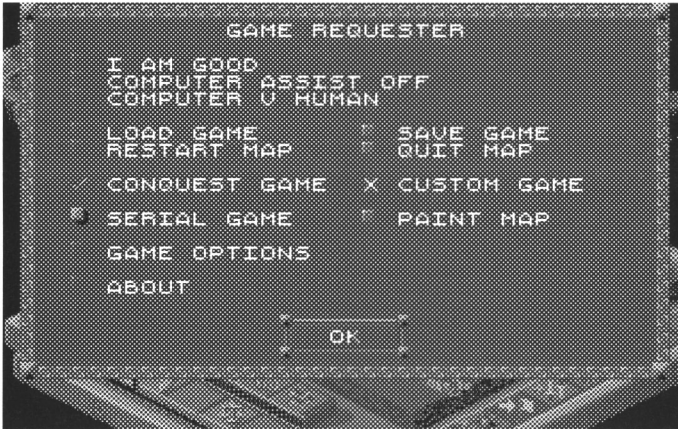 GAME REQUESTER
I AM GOOD
COMPUTER ASSIST OFF
COMPUTER V HUMAN
LOAD GAME SAVE GAME
RESTART MAP QUIT MAP
CONQUEST GAME CUSTOM GAME
SERIAL GAME PAINT MAP
GAME OPTIONS
ABOUT
OK